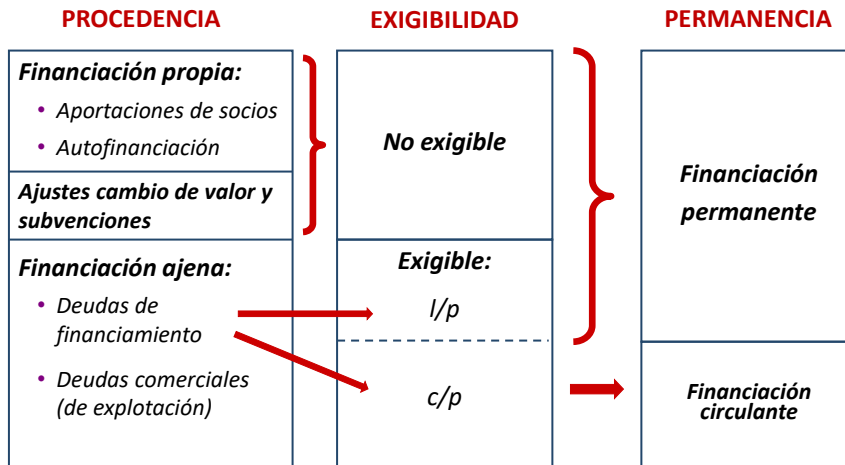 PROCEDENCIA
Financiación propia:
• Aportaciones de socios
• Autofinanciación
Ajustes cambio de valor y
subvenciones
Financiación ajena:
• Deudas de
financiamiento
• Deudas comerciales
(de explotación)
EXIGIBILIDAD
No exigible
Exigible:
l/p
c/p
PERMANENCIA
Financiación
permanente
Financiación
circulante